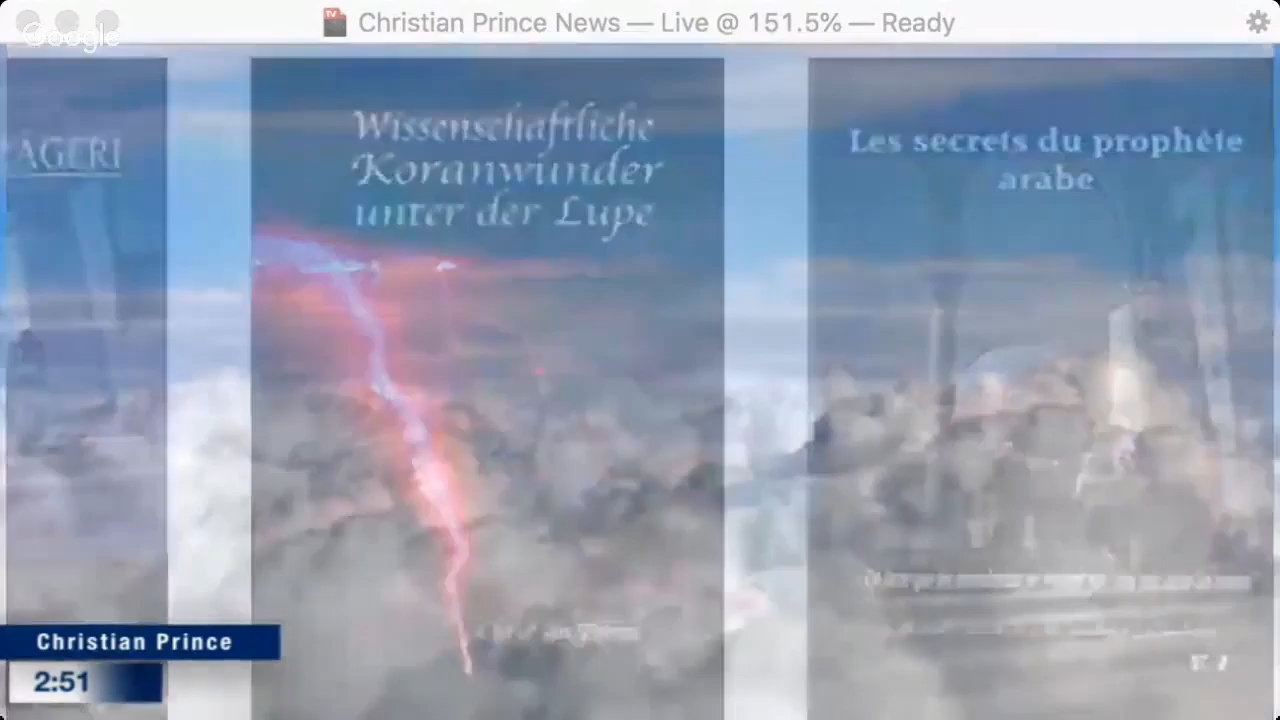 Christian Prince News — Live @ 151.5% — Ready
Google
AGERI
Wissenschaftliche
Koranwunder
unter der Lupe
Les secrets du prophète
arabe
Christian Prince
2:51